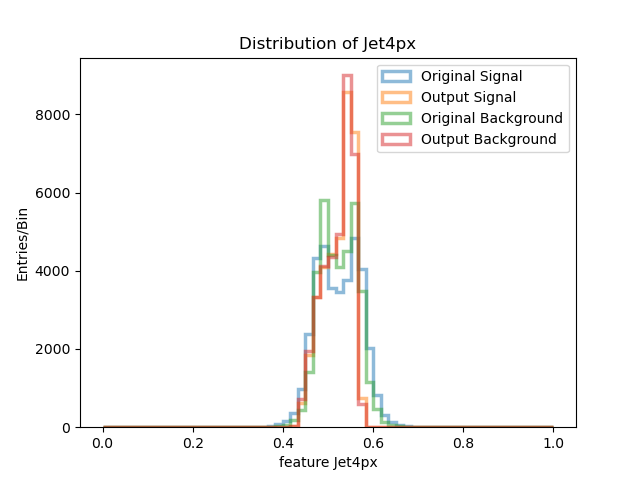 Distribution of Jet4px
Original Signal
Output Signal
Original Background
Output Background
Entries/Bin
8000
6000
4000
2000
0
0.0 0.2 0.4 0.6 0.8 1.0
feature Jet4px